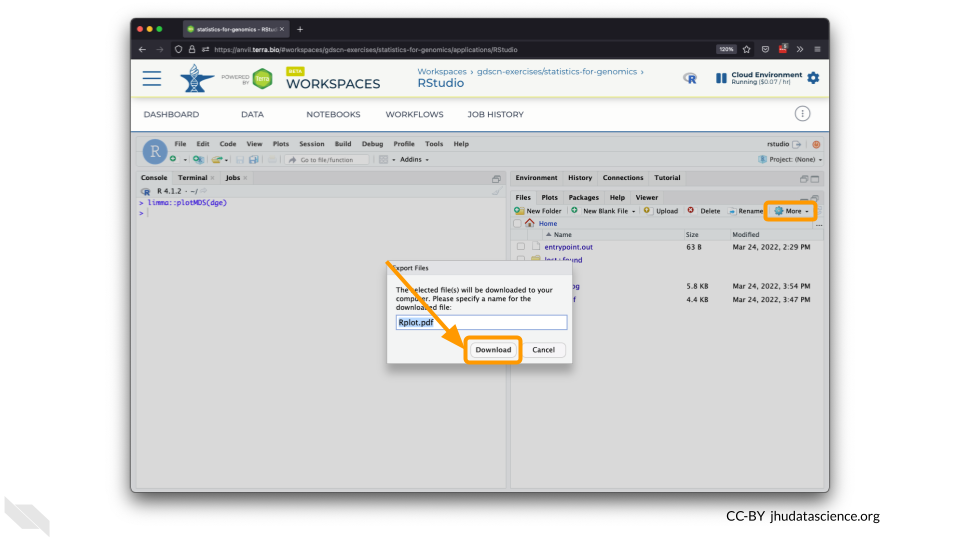 statistics-for-genomics - RStud × +
https://anvil.terra.bio/#workspaces/gdscn-exercises/statistics-for-genomics/applications/RStudio 120%
POWERED BY Terra
BETA
WORKSPACES
Workspaces › gdscn-exercises/statistics-for-genomics ›
RStudio
R
Cloud Environment
Running ($0.07 / hr)
DASHBOARD DATA NOTEBOOKS WORKFLOWS JOB HISTORY
R File Edit Code View Plots Session Build Debug Profile Tools Help rstudio
Go to file/function Addins Project: (None)
Console Terminal × Jobs ×
R 4.1.2 · ~/
> limma::plotMDS(dge)
>
Environment History Connections Tutorial
Files Plots Packages Help Viewer
New Folder New Blank File Upload Delete Rename More
Home ...
Name Size Modified
entrypoint.out 63 B Mar 24, 2022, 2:29 PM
5.8 KB Mar 24, 2022, 3:54 PM
4.4 KB Mar 24, 2022, 3:47 PM
Export Files
The selected file(s) will be downloaded to your
computer. Please specify a name for the
downloaded file:
Rplot.pdf
Download Cancel
CC-BY jhudatascience.org